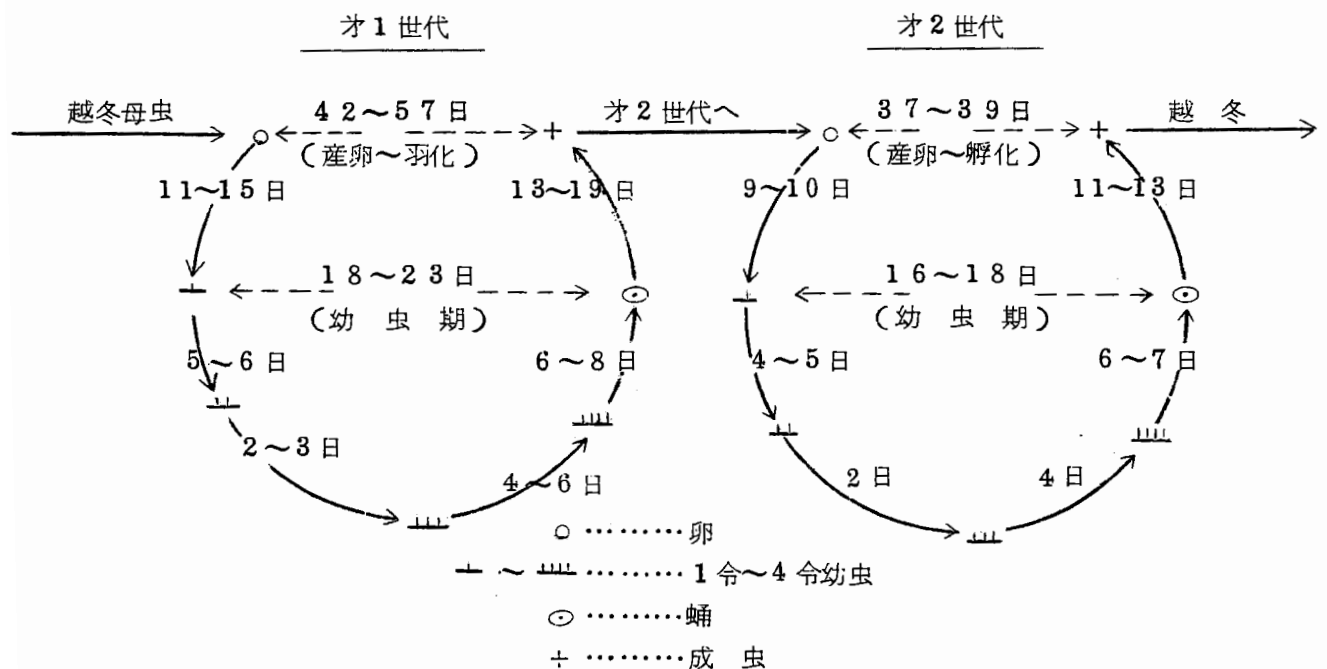 才1世代 才2世代
越冬母虫 42～57日 才2世代へ 37～39日 越冬
(産卵～羽化) (産卵～孵化)
11～15日 13～19日 9～10日 11～13日
18～23日 16～18日
(幼虫期) (幼虫期)
5～6日 6～8日 4～5日 6～7日
2～3日 4～6日 2日 4日
………卵
～ ………1令～4令幼虫
………蛹
………成虫